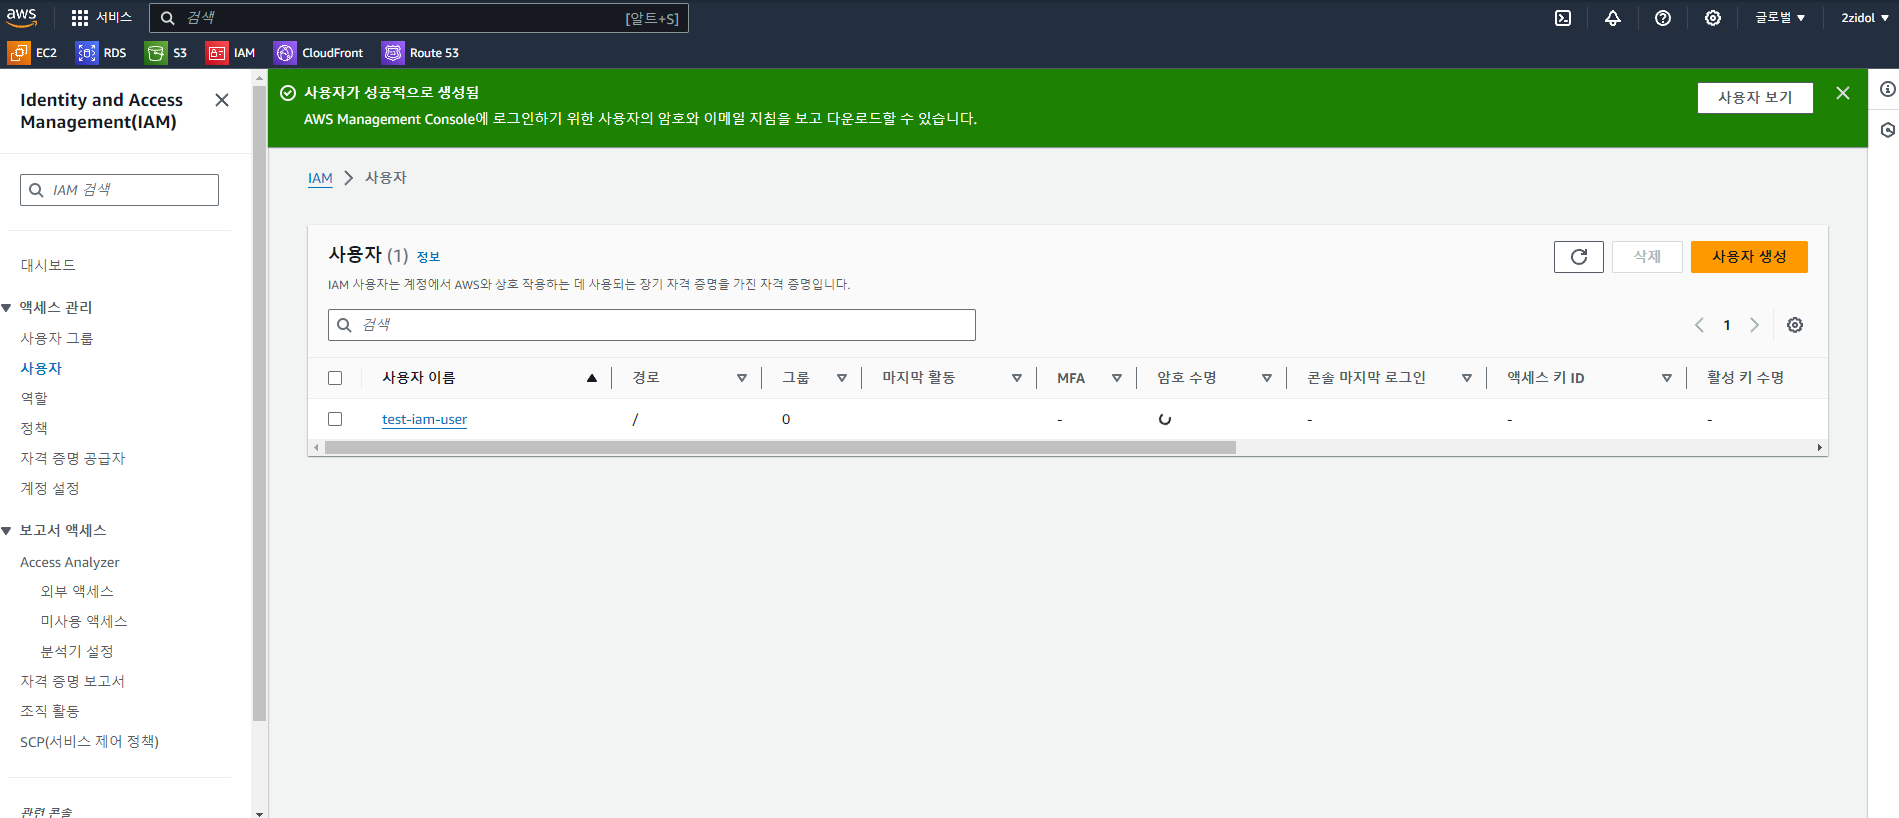 aws
서비스
검색
[알트+S]
글로벌
2zidol
EC2
RDS
S3
IAM
CloudFront
Route 53
Identity and Access
Management(IAM)
IAM 검색
대시보드
액세스 관리
사용자 그룹
사용자
역할
정책
자격 증명 공급자
계정 설정
보고서 액세스
Access Analyzer
외부 액세스
미사용 액세스
분석기 설정
자격 증명 보고서
조직 활동
SCP(서비스 제어 정책)
관련 콘솔
사용자가 성공적으로 생성됨
AWS Management Console에 로그인하기 위한 사용자의 암호와 이메일 지침을 보고 다운로드할 수 있습니다.
사용자 보기
IAM
사용자
사용자 (1) 정보
IAM 사용자는 계정에서 AWS와 상호 작용하는 데 사용되는 장기 자격 증명을 가진 자격 증명입니다.
삭제
사용자 생성
검색
1
사용자 이름 경로 그룹 마지막 활동 MFA 암호 수명 콘솔 마지막 로그인 액세스 키 ID 활성 키 수명
test-iam-user / 0 - - - -